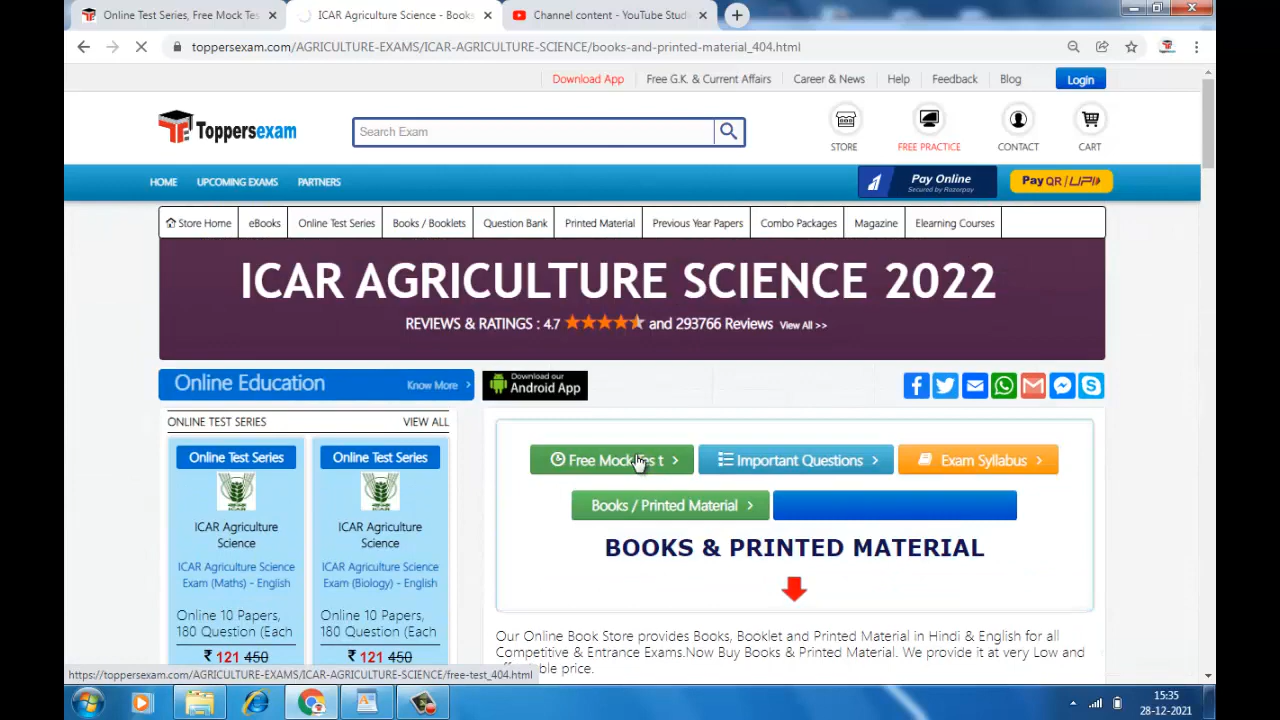 Online Test Series, Free Mock Tes
ICAR Agriculture Science - Books
Channel content - YouTube Studi
toppersexam.com/AGRICULTURE-EXAMS/ICAR-AGRICULTURE-SCIENCE/books-and-printed-material_404.html
Download App
Free G.K. & Current Affairs
Career & News
Help
Feedback
Blog
Login
Toppersexam
Search Exam
STORE
FREE PRACTICE
CONTACT
CART
HOME
UPCOMING EXAMS
PARTNERS
Pay Online
Secured by Razorpay
Pay QR / UPI
Store Home
eBooks
Online Test Series
Books / Booklets
Question Bank
Printed Material
Previous Year Papers
Combo Packages
Magazine
Elearning Courses
ICAR AGRICULTURE SCIENCE 2022
REVIEWS & RATINGS : 4.7 and 293766 Reviews View All >>
Online Education
Know More
Download our
Android App
ONLINE TEST SERIES
VIEW ALL
Online Test Series
ICAR Agriculture
Science
ICAR Agriculture Science
Exam (Maths) - English
Online 10 Papers,
180 Question (Each
₹ 121 450
Online Test Series
ICAR Agriculture
Science
ICAR Agriculture Science
Exam (Biology) - English
Online 10 Papers,
180 Question (Each
₹ 121 450
Free Mock Test
Important Questions
Exam Syllabus
Books / Printed Material
BOOKS & PRINTED MATERIAL
Our Online Book Store provides Books, Booklet and Printed Material in Hindi & English for all
Competitive & Entrance Exams.Now Buy Books & Printed Material. We provide it at very Low and
price.
https://toppersexam.com/AGRICULTURE-EXAMS/ICAR-AGRICULTURE-SCIENCE/free-test_404.html
15:35
28-12-2021